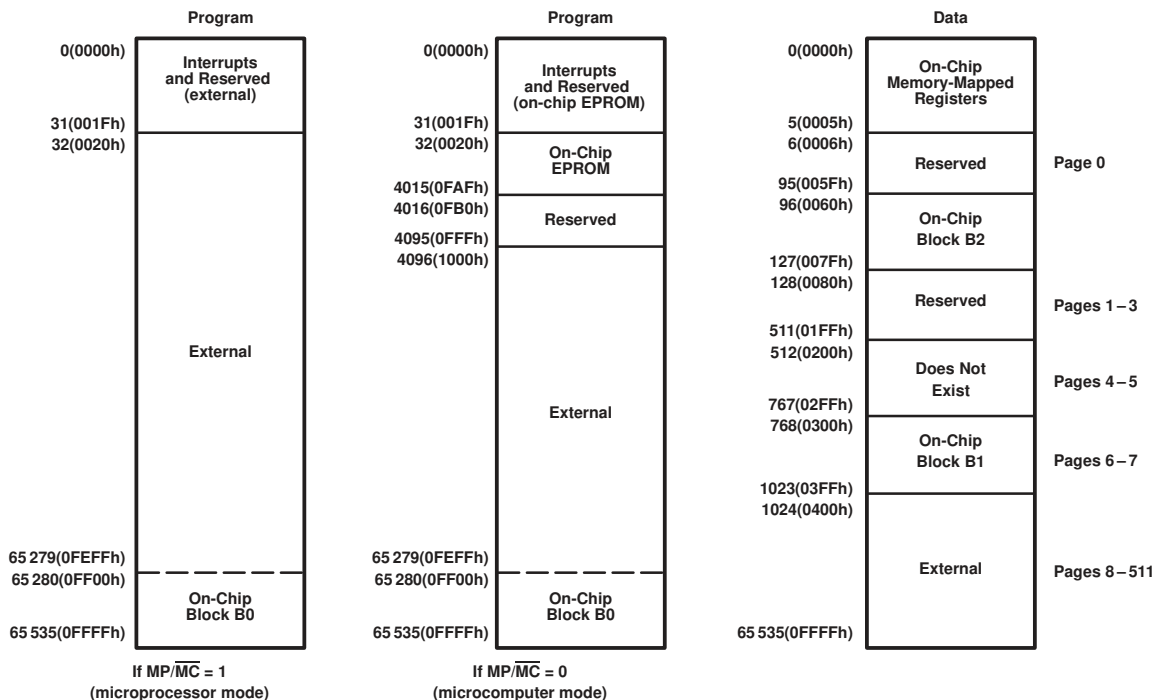 Program
0(0000h)
Interrupts
and Reserved
(external)
31(001Fh)
32(0020h)
External
65 279(0FEFFh)
65 280(0FF00h)
On-Chip
Block B0
65 535(0FFFFh)
If MP/M̅C̅ = 1
(microprocessor mode)
Program
0(0000h)
Interrupts
and Reserved
(on-chip EPROM)
31(001Fh)
32(0020h)
On-Chip
EPROM
4015(0FAFh)
4016(0FB0h)
Reserved
4095(0FFFh)
4096(1000h)
External
65 279(0FEFFh)
65 280(0FF00h)
On-Chip
Block B0
65 535(0FFFFh)
If MP/M̅C̅ = 0
(microcomputer mode)
Data
0(0000h)
On-Chip
Memory-Mapped
Registers
5(0005h)
6(0006h)
Reserved
Page 0
95(005Fh)
96(0060h)
On-Chip
Block B2
127(007Fh)
128(0080h)
Reserved
Pages 1–3
511(01FFh)
512(0200h)
Does Not
Exist
Pages 4–5
767(02FFh)
768(0300h)
On-Chip
Block B1
Pages 6–7
1023(03FFh)
1024(0400h)
External
Pages 8–511
65 535(0FFFFh)